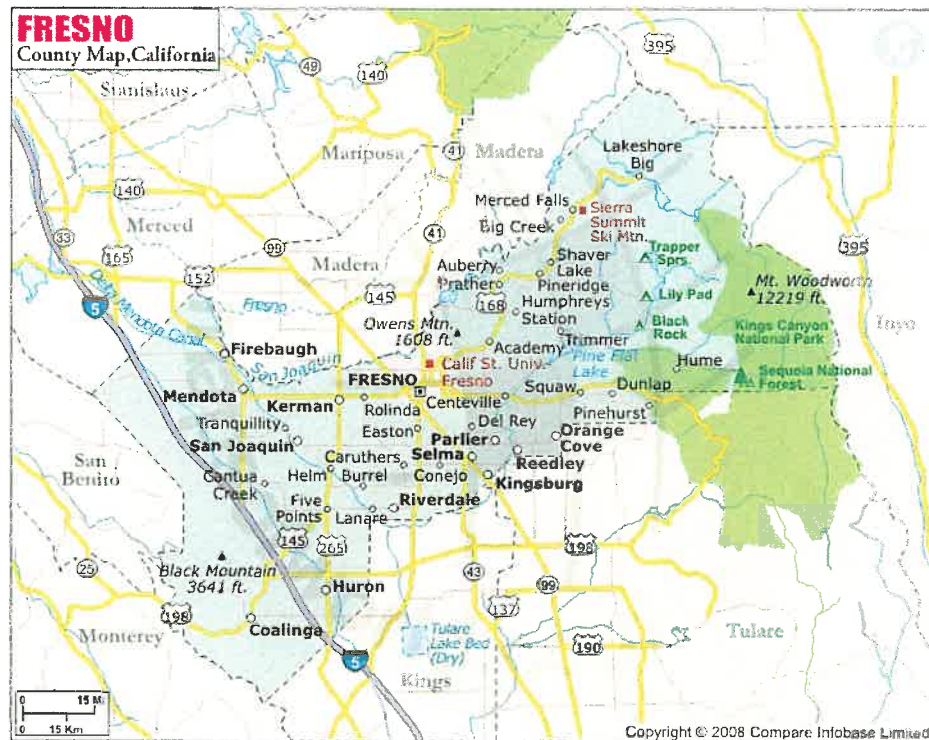 FRESNO
County Map,California
Stanislaus
Mariposa
Madera
Merced
Madera
San
Benito
Monterey
Kings
Tulare
Inyo
49
140
41
395
140
33
165
99
152
41
145
168
395
5
Delta Mendota Canal
Fresno
San Joaquin
Lakeshore
Big
Merced Falls
Big Creek
Sierra
Summit
Ski Mtn.
Auberry
Prather
Shaver
Lake
Pineridge
Humphreys
Station
Trapper
Sprs.
Lily Pad
Black
Rock
Mt. Woodworth
12219 ft.
Kings Canyon
National Park
Sequoia National
Forest
Owens Mtn.
1608 ft.
Academy
Trimmer
Pine Flat
Lake
Hume
Firebaugh
Calif St. Univ.-
Fresno
Mendota
FRESNO
Kerman
Rolinda
Centeville
Squaw
Dunlap
Pinehurst
Tranquillity
San Joaquin
Easton
Del Rey
Parlier
Orange
Cove
Selma
Reedley
Caruthers
Helm
Burrel
Conejo
Kingsburg
Cantua
Creek
Five
Points
Lanare
Riverdale
145
265
198
Black Mountain
3641 ft.
25
198
Huron
43
99
137
190
Coalinga
5
Tulare
Lake Bed
(Dry)
0 15 Mi
0 15 Km
Copyright © 2008 Compare Infobase Limited